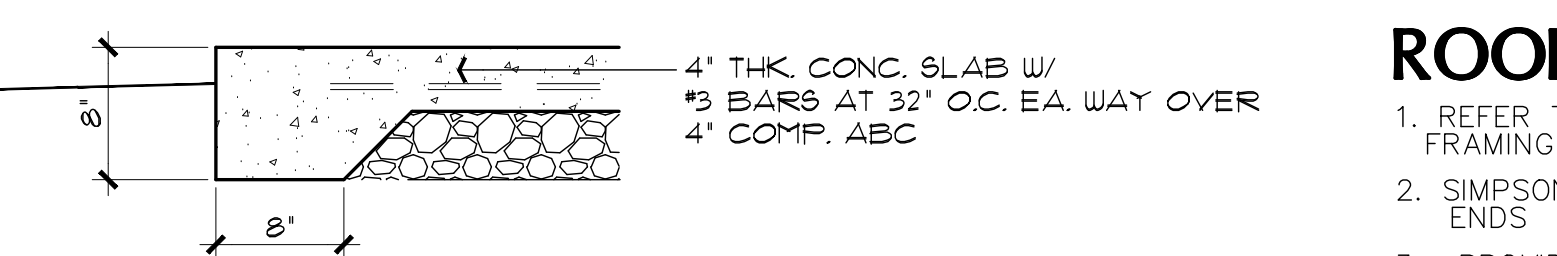 8"
8"
4" THK. CONC. SLAB W/
#3 BARS AT 32" O.C. EA. WAY OVER
4" COMP. ABC
1. REFER
FRAMING
2. SIMPSON
ENDS